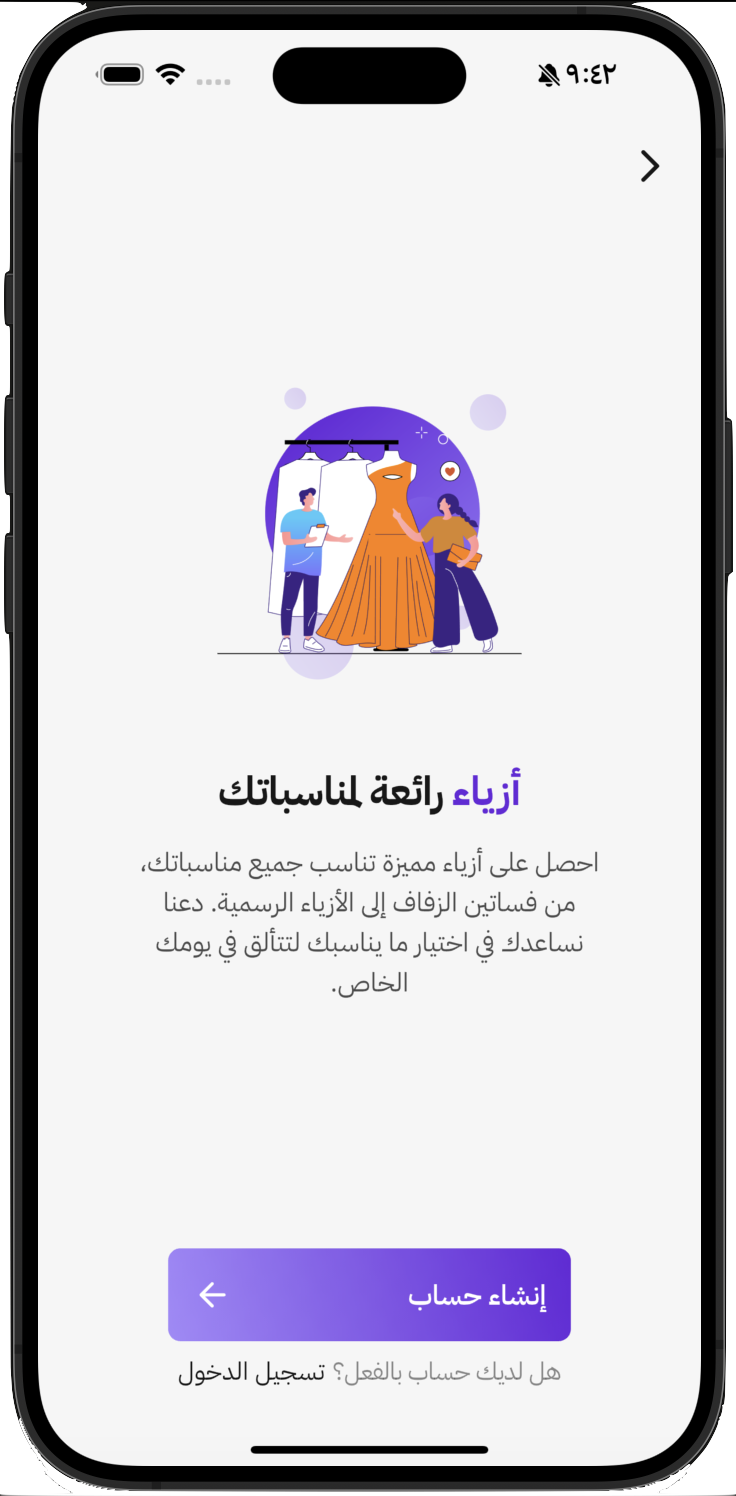 ٩:٤٢
أزياء رائعة لمناسباتك
احصل على أزياء مميزة تناسب جميع مناسباتك،
من فساتين الزفاف إلى الأزياء الرسمية. دعنا
نساعدك في اختيار ما يناسبك لتتألق في يومك
الخاص.
إنشاء حساب
هل لديك حساب بالفعل؟ تسجيل الدخول